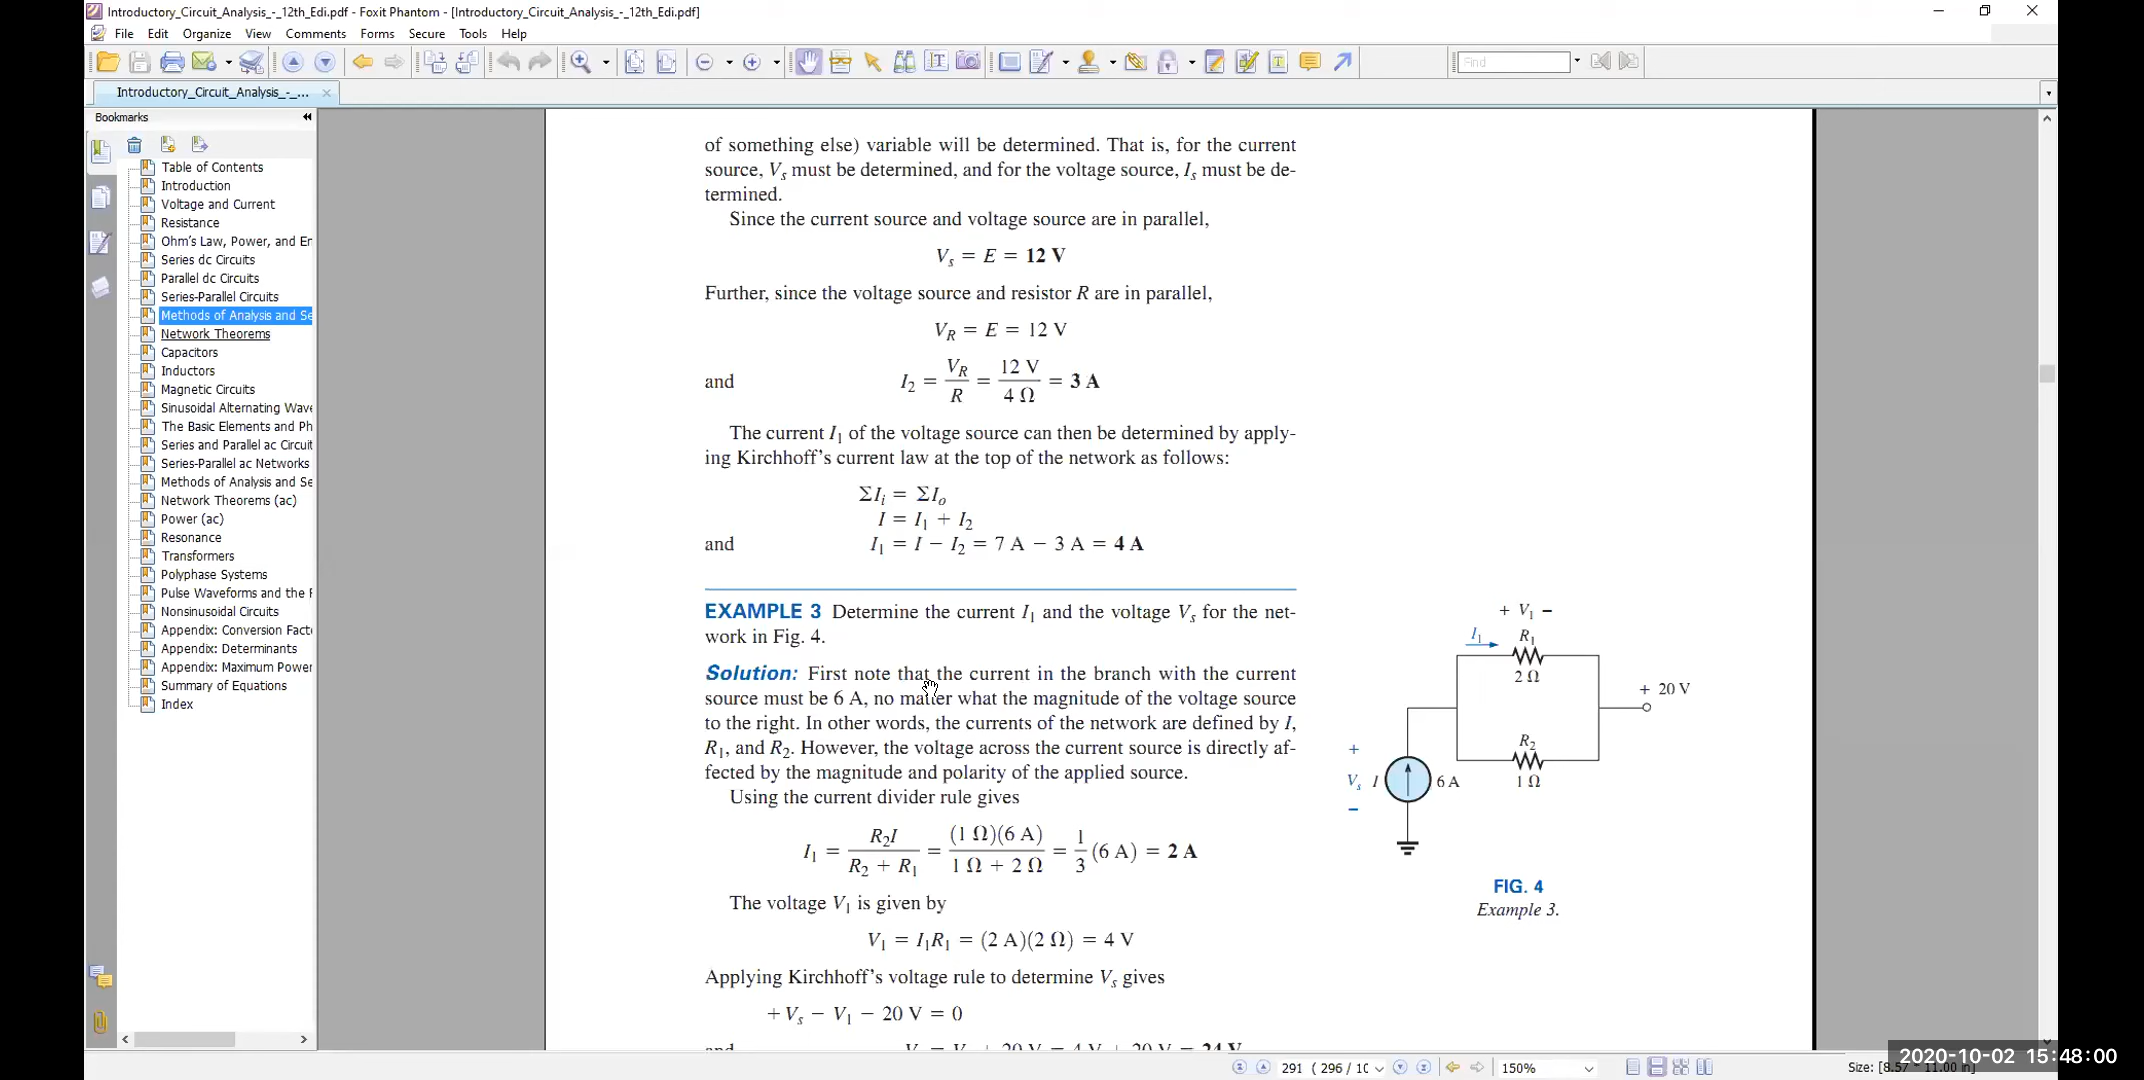 Introductory_Circuit_Analysis_-_12th_Edi.pdf - Foxit Phantom - [Introductory_Circuit_Analysis_-_12th_Edi.pdf]
File Edit Organize View Comments Forms Secure Tools Help
Find
Introductory_Circuit_Analysis_-_...
Bookmarks
Table of Contents
Introduction
Voltage and Current
Resistance
Ohm's Law, Power, and Er
Series dc Circuits
Parallel dc Circuits
Series-Parallel Circuits
Methods of Analysis and Se
Network Theorems
Capacitors
Inductors
Magnetic Circuits
Sinusoidal Alternating Wave
The Basic Elements and Ph
Series and Parallel ac Circuit
Series-Parallel ac Networks
Methods of Analysis and Se
Network Theorems (ac)
Power (ac)
Resonance
Transformers
Polyphase Systems
Pulse Waveforms and the F
Nonsinusoidal Circuits
Appendix: Conversion Facto
Appendix: Determinants
Appendix: Maximum Power
Summary of Equations
Index
of something else) variable will be determined. That is, for the current
source, Vs must be determined, and for the voltage source, Is must be de-
termined.
Since the current source and voltage source are in parallel,
Vs = E = 12 V
Further, since the voltage source and resistor R are in parallel,
VR = E = 12 V
and I2 = VR/R = 12 V/4 Ω = 3 A
The current I1 of the voltage source can then be determined by apply-
ing Kirchhoff's current law at the top of the network as follows:
ΣIi = ΣIo
I = I1 + I2
and I1 = I − I2 = 7 A − 3 A = 4 A
EXAMPLE 3 Determine the current I1 and the voltage Vs for the net-
work in Fig. 4.
Solution: First note that the current in the branch with the current
source must be 6 A, no matter what the magnitude of the voltage source
to the right. In other words, the currents of the network are defined by I,
R1, and R2. However, the voltage across the current source is directly af-
fected by the magnitude and polarity of the applied source.
Using the current divider rule gives
I1 = R2I/(R2 + R1) = (1 Ω)(6 A)/(1 Ω + 2 Ω) = 1/3 (6 A) = 2 A
The voltage V1 is given by
V1 = I1R1 = (2 A)(2 Ω) = 4 V
Applying Kirchhoff's voltage rule to determine Vs gives
+Vs − V1 − 20 V = 0
and Vs = V1 + 20 V = 4 V + 20 V = 24 V
+ V1 −
I1
R1
2 Ω
+ 20 V
R2
1 Ω
+
Vs I 6 A
−
FIG. 4
Example 3.
291 ( 296 / 10
150%
Size: [8.57 * 11.00 in]
2020-10-02 15:48:00